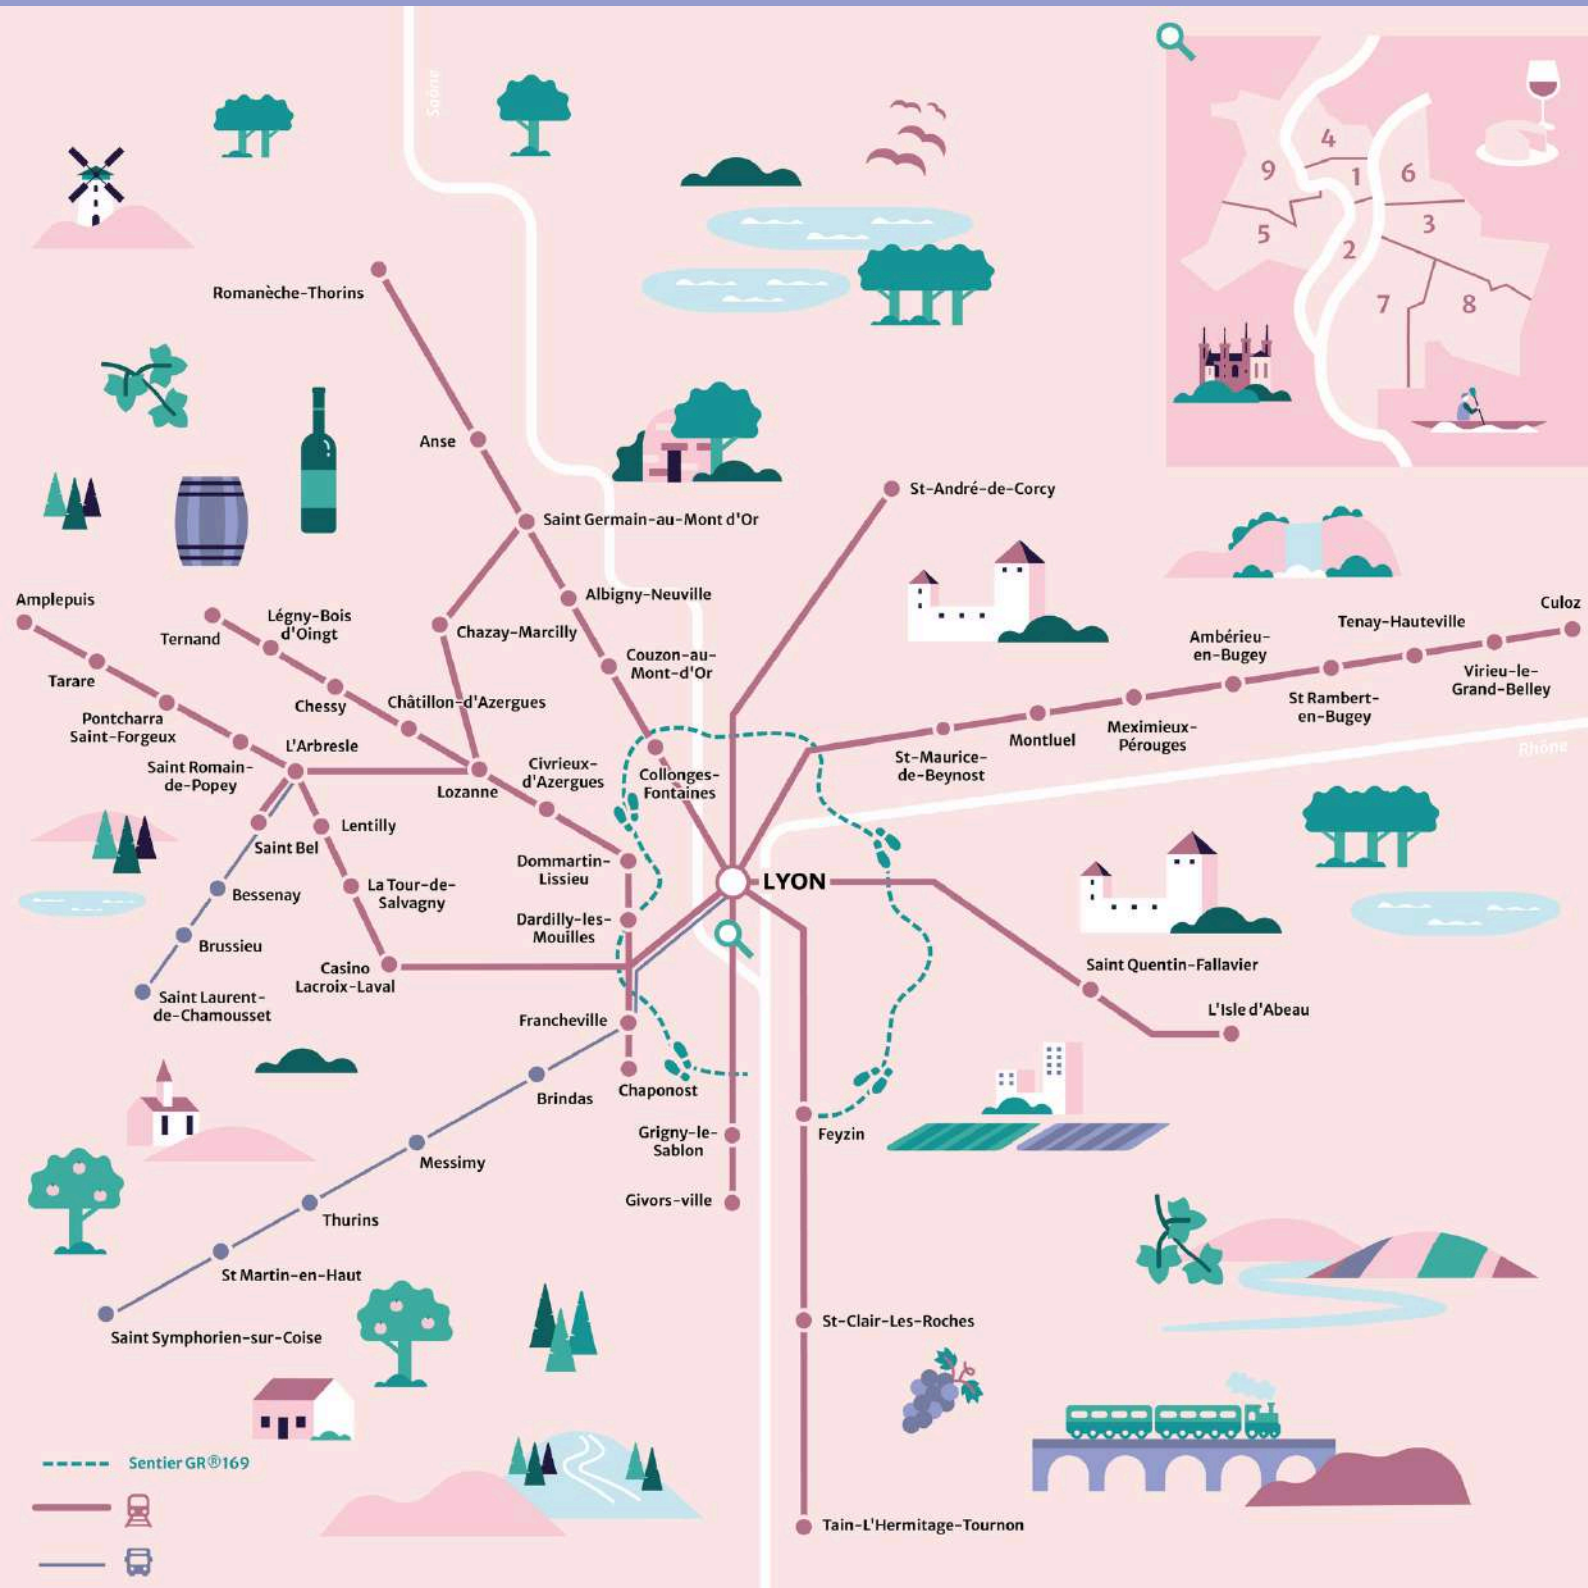 Saône
4
9
1
6
5
3
2
7
8
Romanèche-Thorins
Anse
Saint Germain-au-Mont d'Or
St-André-de-Corcy
Albigny-Neuville
Chazay-Marcilly
Couzon-au-
Mont-d'Or
Amplepuis
Tarare
Pontcharra
Saint-Forgeux
Saint Romain-
de-Popey
Ternand
Légny-Bois
d'Oingt
Chessy
Châtillon-d'Azergues
L'Arbresle
Lozanne
Civrieux-
d'Azergues
Collonges-
Fontaines
Culoz
Tenay-Hauteville
Virieu-le-
Grand-Belley
Ambérieu-
en-Bugey
St Rambert-
en-Bugey
Meximieux-
Pérouges
Montluel
St-Maurice-
de-Beynost
Rhône
Saint Bel
Lentilly
Bessenay
La Tour-de-
Salvagny
Brussieu
Casino
Lacroix-Laval
Saint Laurent-
de-Chamousset
Dommartin-
Lissieu
Dardilly-les-
Mouilles
LYON
Saint Quentin-Fallavier
L'Isle d'Abeau
Francheville
Chaponost
Brindas
Messimy
Thurins
St Martin-en-Haut
Saint Symphorien-sur-Coise
Grigny-le-
Sablon
Givors-ville
Feyzin
St-Clair-Les-Roches
Tain-L'Hermitage-Tournon
Sentier GR®169